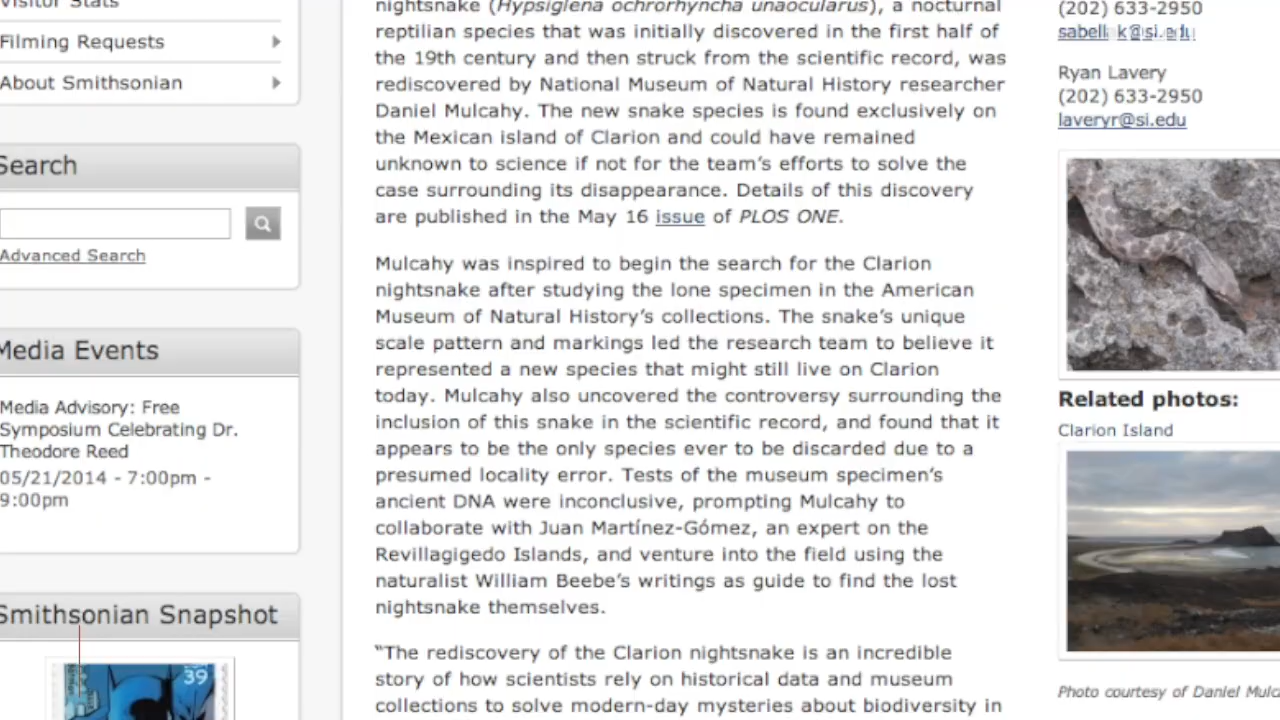 Visitor Stats
Filming Requests
About Smithsonian
Search
Advanced Search
Media Events
Media Advisory: Free
Symposium Celebrating Dr.
Theodore Reed
05/21/2014 - 7:00pm -
9:00pm
Smithsonian Snapshot
39
nightsnake (Hypsiglena ochrorhyncha unaocularus), a nocturnal
reptilian species that was initially discovered in the first half of
the 19th century and then struck from the scientific record, was
rediscovered by National Museum of Natural History researcher
Daniel Mulcahy. The new snake species is found exclusively on
the Mexican island of Clarion and could have remained
unknown to science if not for the team’s efforts to solve the
case surrounding its disappearance. Details of this discovery
are published in the May 16 issue of PLOS ONE.
Mulcahy was inspired to begin the search for the Clarion
nightsnake after studying the lone specimen in the American
Museum of Natural History’s collections. The snake’s unique
scale pattern and markings led the research team to believe it
represented a new species that might still live on Clarion
today. Mulcahy also uncovered the controversy surrounding the
inclusion of this snake in the scientific record, and found that it
appears to be the only species ever to be discarded due to a
presumed locality error. Tests of the museum specimen’s
ancient DNA were inconclusive, prompting Mulcahy to
collaborate with Juan Martínez-Gómez, an expert on the
Revillagigedo Islands, and venture into the field using the
naturalist William Beebe’s writings as guide to find the lost
nightsnake themselves.
“The rediscovery of the Clarion nightsnake is an incredible
story of how scientists rely on historical data and museum
collections to solve modern-day mysteries about biodiversity in
(202) 633-2950
Ryan Lavery
(202) 633-2950
laveryr@si.edu
Related photos:
Clarion Island
Photo courtesy of Daniel